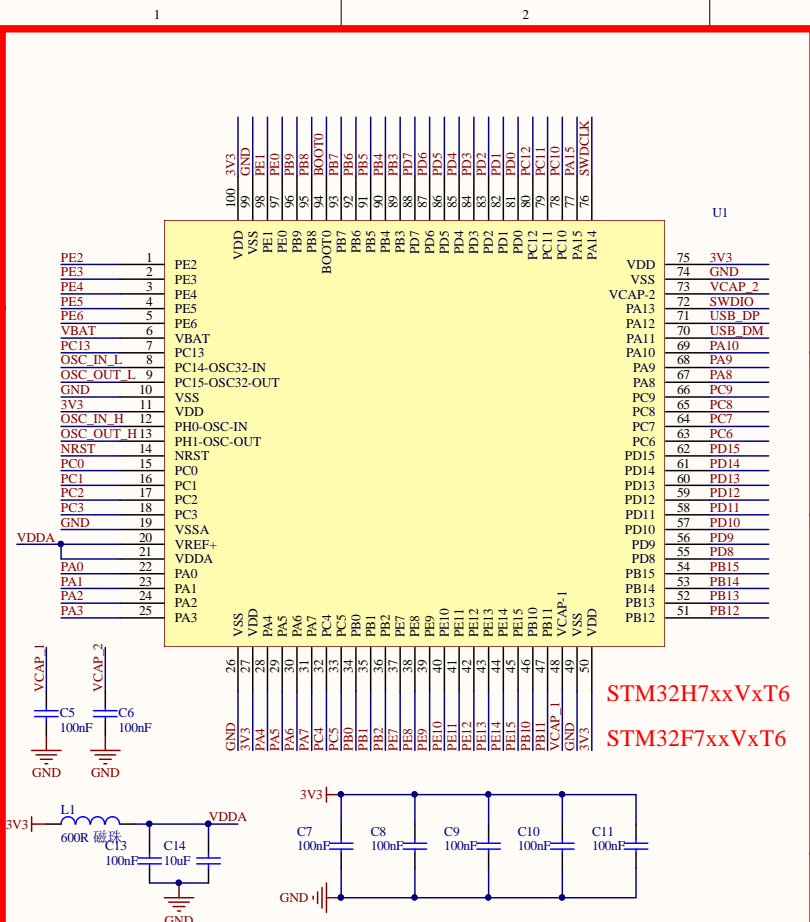 1 2
3V3 GND PE1 PE0 PB9 PB8 BOOT0 PB7 PB6 PB5 PB4 PB3 PD7 PD6 PD5 PD4 PD3 PD2 PD1 PD0 PC12 PC11 PC10 PA15 SWDCLK
100 99 98 97 96 95 94 93 92 91 90 89 88 87 86 85 84 83 82 81 80 79 78 77 76
U1
VDD VSS PE1 PE0 PB9 PB8 BOOT0 PB7 PB6 PB5 PB4 PB3 PD7 PD6 PD5 PD4 PD3 PD2 PD1 PD0 PC12 PC11 PC10 PA15 PA14
PE2 1 PE2 VDD 75 3V3
PE3 2 PE3 VSS 74 GND
PE4 3 PE4 VCAP-2 73 VCAP_2
PE5 4 PE5 PA13 72 SWDIO
PE6 5 PE6 PA12 71 USB_DP
VBAT 6 VBAT PA11 70 USB_DM
PC13 7 PC13 PA10 69 PA10
OSC_IN_L 8 PC14-OSC32-IN PA9 68 PA9
OSC_OUT_L 9 PC15-OSC32-OUT PA8 67 PA8
GND 10 VSS PC9 66 PC9
3V3 11 VDD PC8 65 PC8
OSC_IN_H 12 PH0-OSC-IN PC7 64 PC7
OSC_OUT_H 13 PH1-OSC-OUT PC6 63 PC6
NRST 14 NRST PD15 62 PD15
PC0 15 PC0 PD14 61 PD14
PC1 16 PC1 PD13 60 PD13
PC2 17 PC2 PD12 59 PD12
PC3 18 PC3 PD11 58 PD11
GND 19 VSSA PD10 57 PD10
VDDA 20 VREF+ PD9 56 PD9
21 VDDA PD8 55 PD8
PA0 22 PA0 PB15 54 PB15
PA1 23 PA1 PB14 53 PB14
PA2 24 PA2 PB13 52 PB13
PA3 25 PA3 PB12 51 PB12
VSS VDD PA4 PA5 PA6 PA7 PC4 PC5 PB0 PB1 PB2 PE7 PE8 PE9 PE10 PE11 PE12 PE13 PE14 PE15 PB10 PB11 VCAP-1 VSS VDD
26 27 28 29 30 31 32 33 34 35 36 37 38 39 40 41 42 43 44 45 46 47 48 49 50
GND 3V3 PA4 PA5 PA6 PA7 PC4 PC5 PB0 PB1 PB2 PE7 PE8 PE9 PE10 PE11 PE12 PE13 PE14 PE15 PB10 PB11 VCAP_1 GND 3V3
VCAP_1 VCAP_2
C5 C6
100nF 100nF
GND GND
STM32H7xxVxT6
STM32F7xxVxT6
3V3 L1 VDDA
600R 磁珠
C13 C14
100nF 10uF
GND
3V3
C7 C8 C9 C10 C11
100nF 100nF 100nF 100nF 100nF
GND